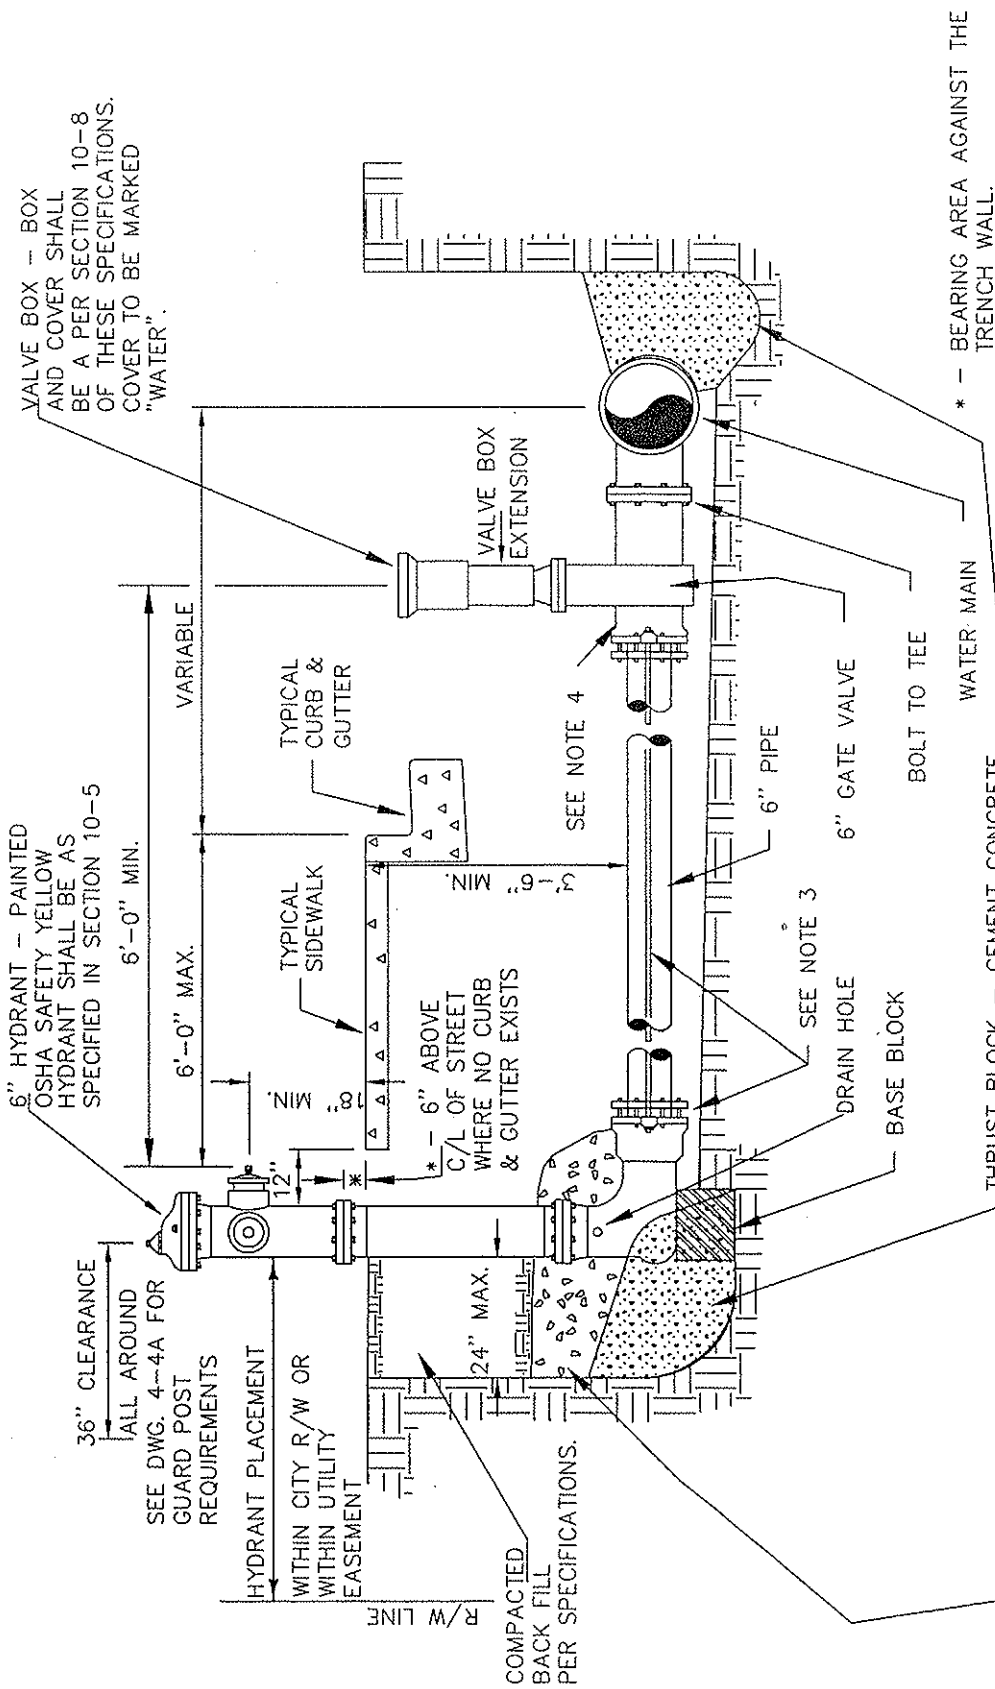 6" HYDRANT – PAINTED
OSHA SAFETY YELLOW
HYDRANT SHALL BE AS
SPECIFIED IN SECTION 10-5
VALVE BOX – BOX
AND COVER SHALL
BE A PER SECTION 10-8
OF THESE SPECIFICATIONS.
COVER TO BE MARKED
"WATER".
6'-0" MIN.
6'-0" MAX.
VARIABLE
36" CLEARANCE
ALL AROUND
SEE DWG. 4-4A FOR
GUARD POST
REQUIREMENTS
HYDRANT PLACEMENT
WITHIN CITY R/W OR
WITHIN UTILITY
EASEMENT
R/W LINE
18" MIN.
12"
*
TYPICAL
SIDEWALK
TYPICAL
CURB &
GUTTER
VALVE BOX
EXTENSION
* – 6" ABOVE
C/L OF STREET
WHERE NO CURB
& GUTTER EXISTS
3'-6" MIN.
SEE NOTE 4
COMPACTED
BACK FILL
PER SPECIFICATIONS.
24" MAX.
6" PIPE
SEE NOTE 3
DRAIN HOLE
BASE BLOCK
6" GATE VALVE
BOLT TO TEE
WATER MAIN
* – BEARING AREA AGAINST THE
TRENCH WALL.
THRUST BLOCK – CEMENT CONCRETE